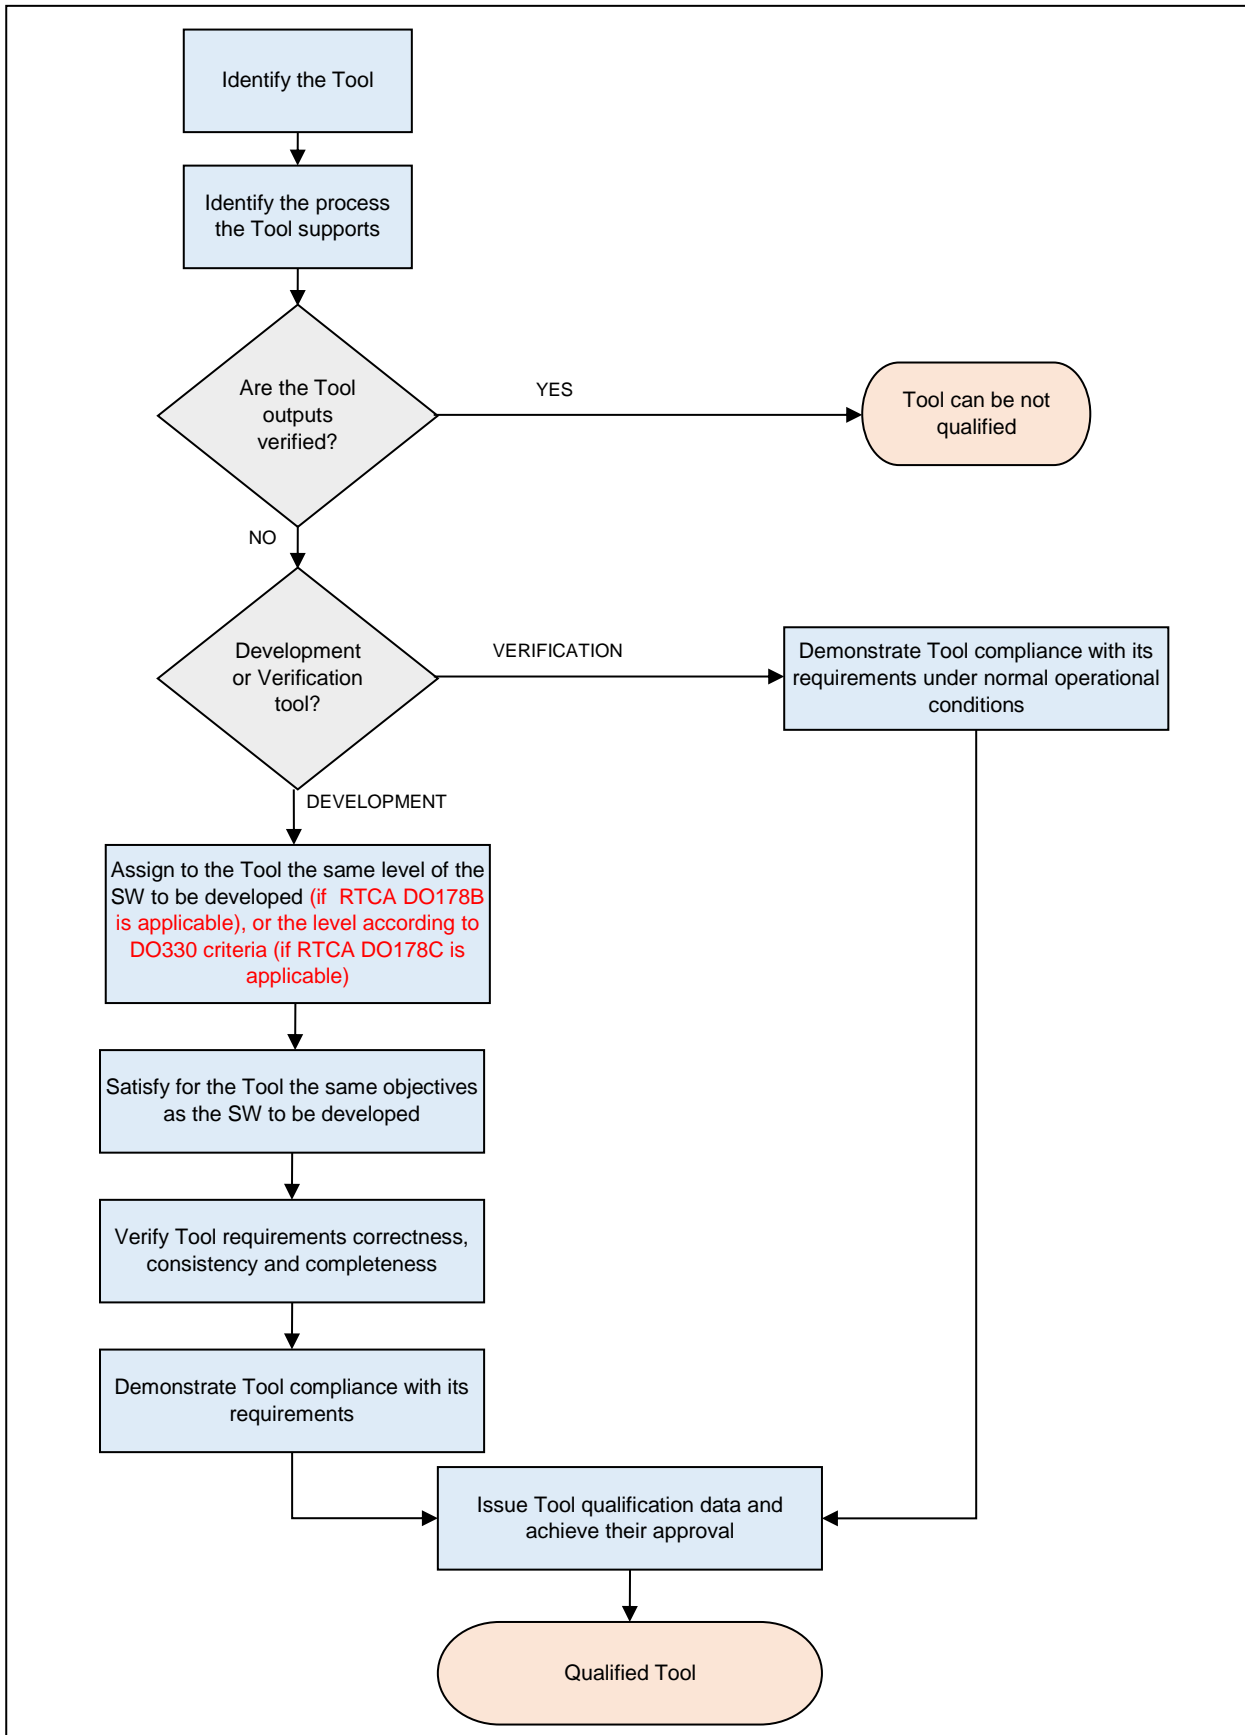 Identify the Tool
Identify the process
the Tool supports
Are the Tool
outputs
verified?
YES
Tool can be not
qualified
NO
Development
or Verification
tool?
VERIFICATION
Demonstrate Tool compliance with its
requirements under normal operational
conditions
DEVELOPMENT
Assign to the Tool the same level of the
SW to be developed (if RTCA DO178B
is applicable), or the level according to
DO330 criteria (if RTCA DO178C is
applicable)
Satisfy for the Tool the same objectives
as the SW to be developed
Verify Tool requirements correctness,
consistency and completeness
Demonstrate Tool compliance with its
requirements
Issue Tool qualification data and
achieve their approval
Qualified Tool